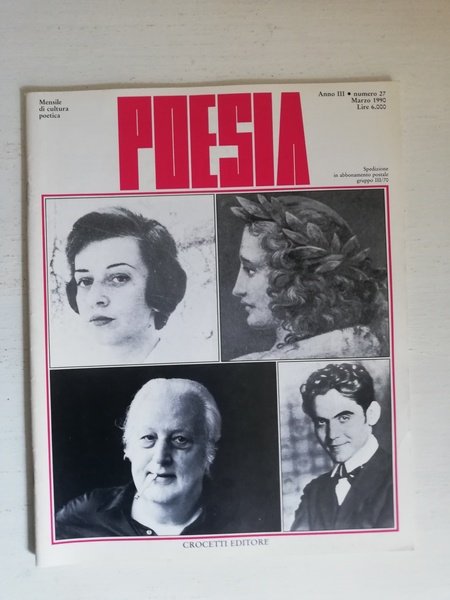 Mensile
di cultura
poetica
POESIA
Anno III • numero 27
Marzo 1990
Lire 6.000
Spedizione
in abbonamento postale
gruppo III/70
CROCETTI EDITORE